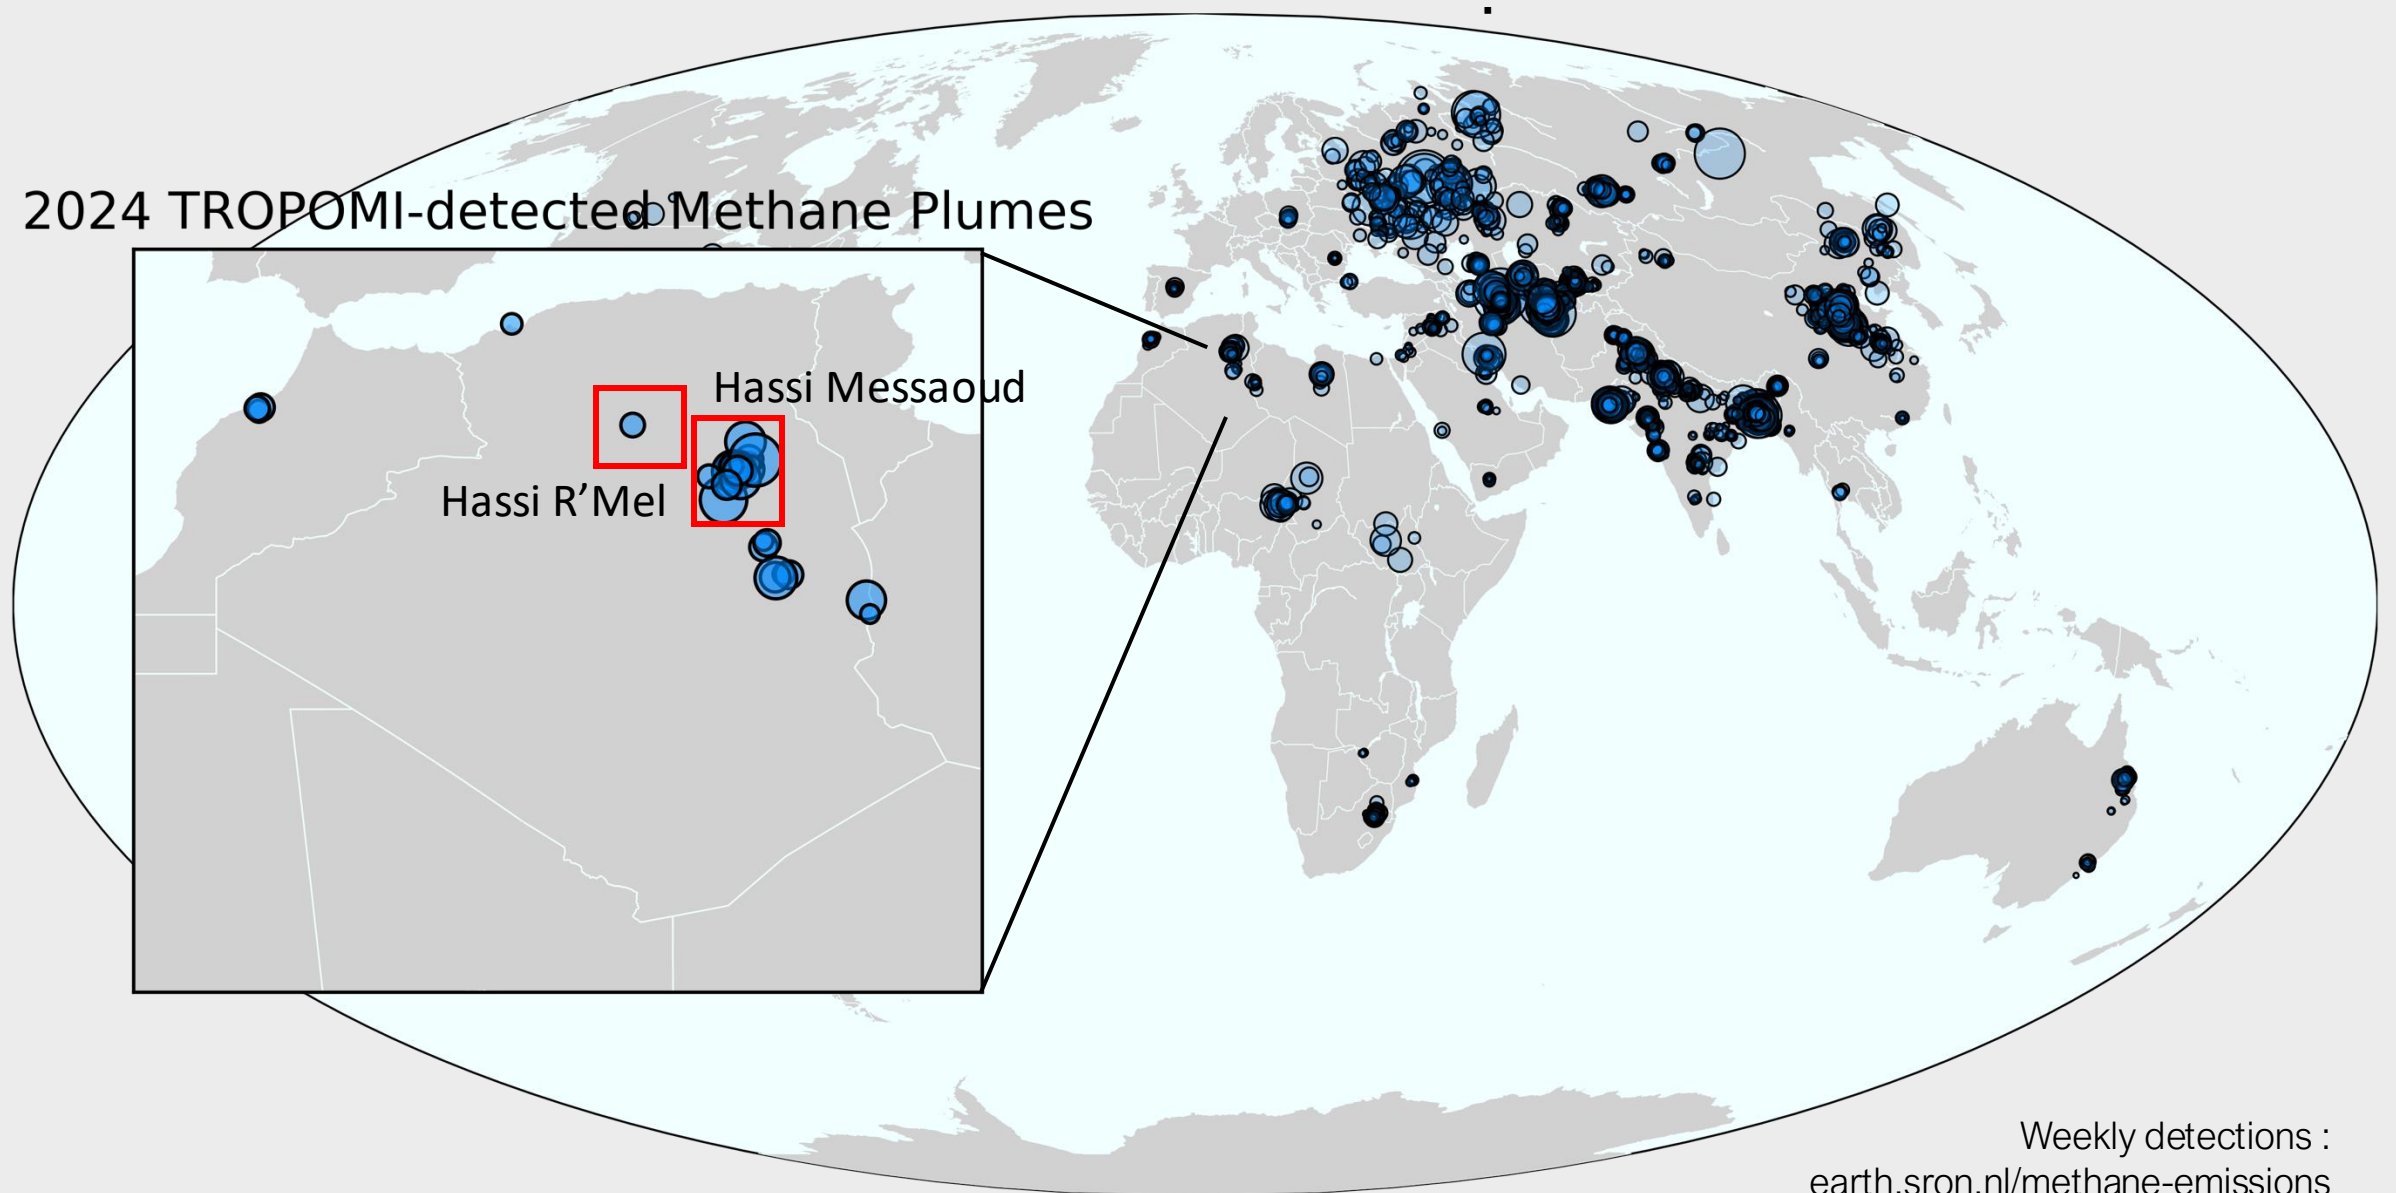 2024 TROPOMI-detected Methane Plumes
Hassi Messaoud
Hassi R’Mel
Weekly detections :
earth.sron.nl/methane-emissions